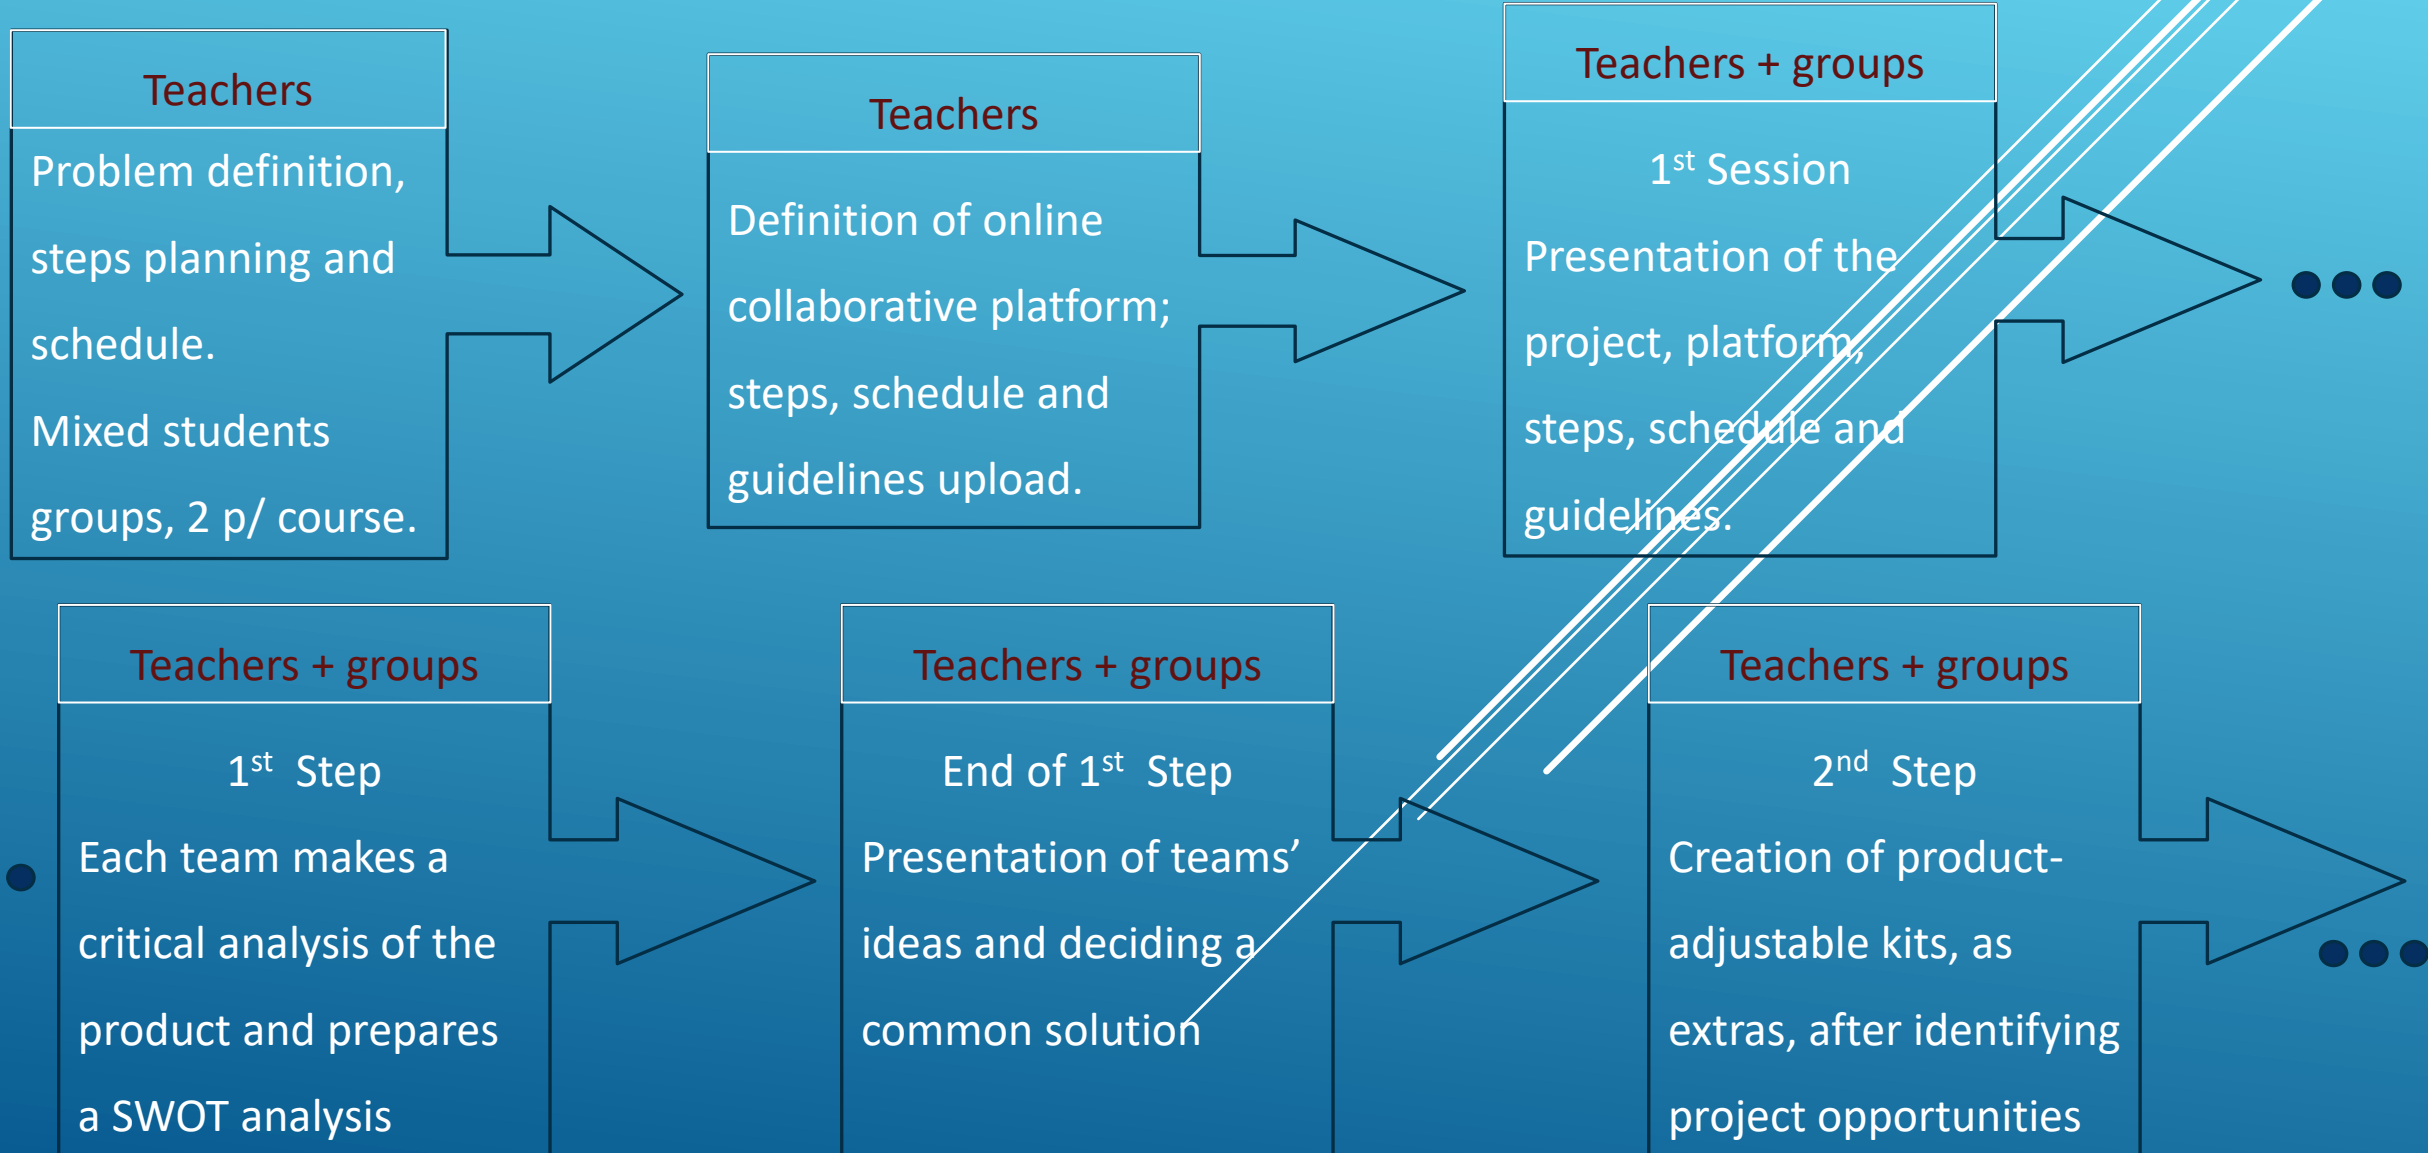 Teachers
Problem definition,
steps planning and
schedule.
Mixed students
groups, 2 p/ course.
Teachers
Definition of online
collaborative platform;
steps, schedule and
guidelines upload.
Teachers + groups
1st Session
Presentation of the
project, platform,
steps, schedule and
guidelines.
Teachers + groups
1st Step
Each team makes a
critical analysis of the
product and prepares
a SWOT analysis
Teachers + groups
End of 1st Step
Presentation of teams’
ideas and deciding a
common solution
Teachers + groups
2nd Step
Creation of product-
adjustable kits, as
extras, after identifying
project opportunities